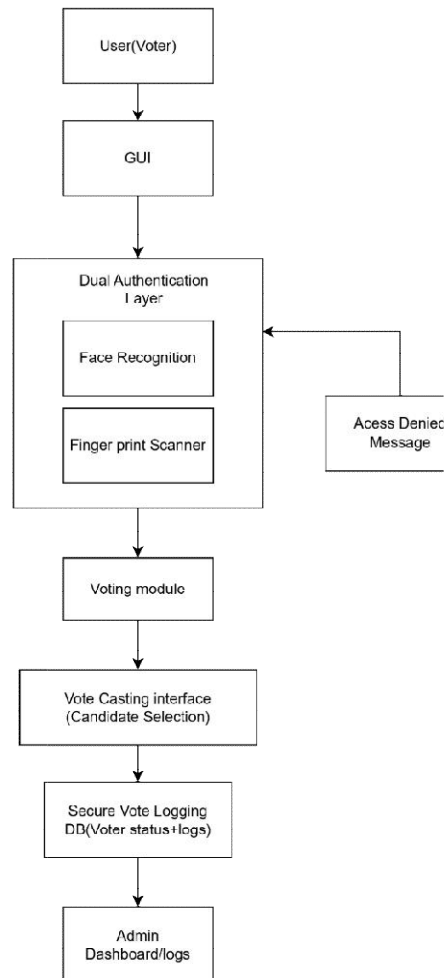 User(Voter)
GUI
Dual Authentication
Layer
Face Recognition
Finger print Scanner
Acess Denied
Message
Voting module
Vote Casting interface
(Candidate Selection)
Secure Vote Logging
DB(Voter status+logs)
Admin
Dashboard/logs